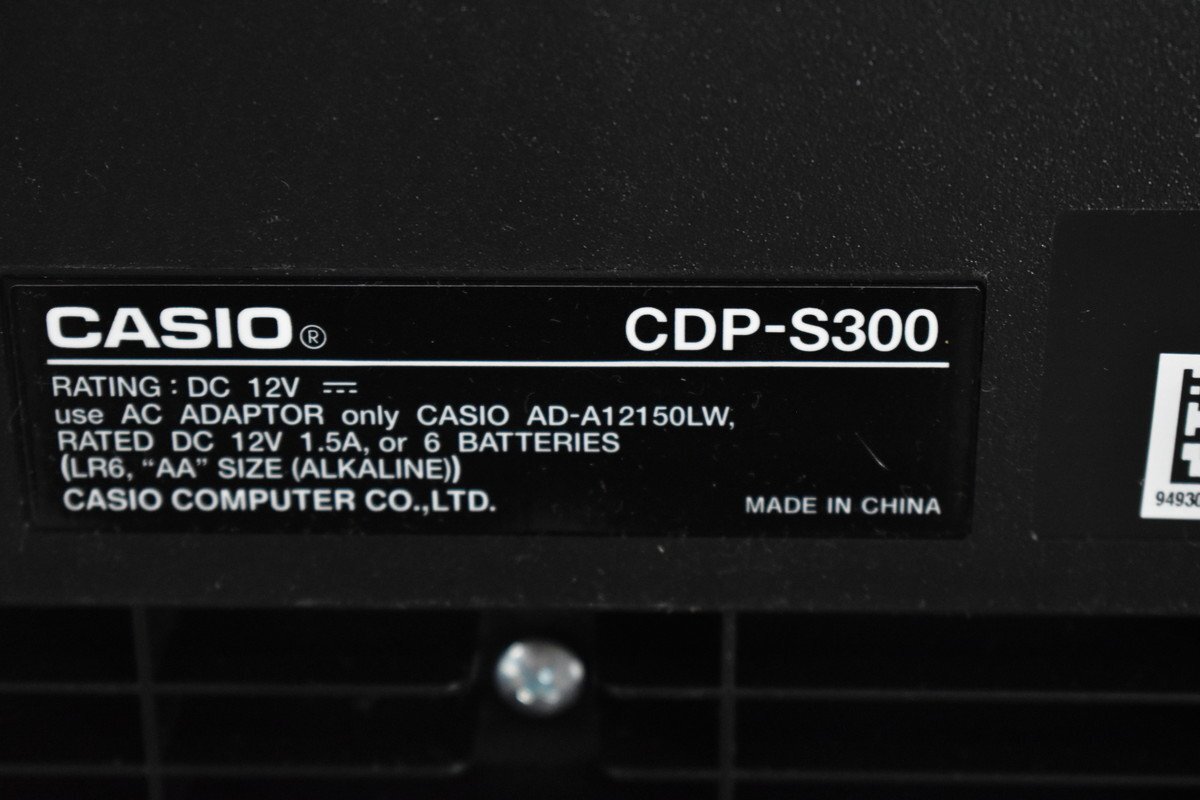 CASIO® CDP-S300
RATING : DC 12V ⎓
use AC ADAPTOR only CASIO AD-A12150LW,
RATED DC 12V 1.5A, or 6 BATTERIES
(LR6, “AA” SIZE (ALKALINE))
CASIO COMPUTER CO.,LTD. MADE IN CHINA